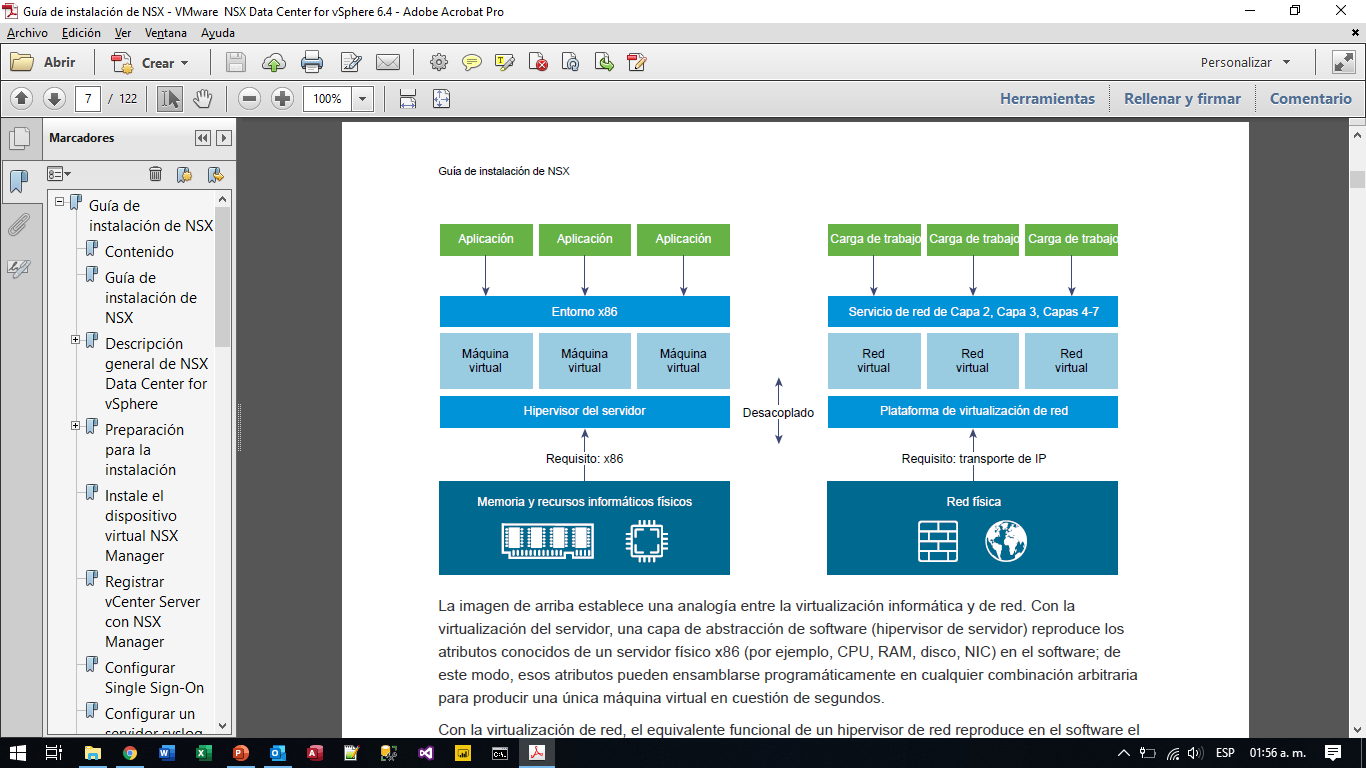 Guía de instalación de NSX - VMware NSX Data Center for vSphere 6.4 - Adobe Acrobat Pro
Archivo Edición Ver Ventana Ayuda
Abrir Crear Personalizar
7 / 122 100% Herramientas Rellenar y firmar Comentario
Marcadores
Guía de
instalación de NSX
Contenido
Guía de
instalación de
NSX
Descripción
general de NSX
Data Center for
vSphere
Preparación
para la
instalación
Instale el
dispositivo
virtual NSX
Manager
Registrar
vCenter Server
con NSX
Manager
Configurar
Single Sign-On
Configurar un
servidor syslog
Guía de instalación de NSX
Aplicación Aplicación Aplicación
Entorno x86
Máquina virtual Máquina virtual Máquina virtual
Hipervisor del servidor
Requisito: x86
Memoria y recursos informáticos físicos
Desacoplado
Carga de trabajo Carga de trabajo Carga de trabajo
Servicio de red de Capa 2, Capa 3, Capas 4-7
Red virtual Red virtual Red virtual
Plataforma de virtualización de red
Requisito: transporte de IP
Red física
La imagen de arriba establece una analogía entre la virtualización informática y de red. Con la
virtualización del servidor, una capa de abstracción de software (hipervisor de servidor) reproduce los
atributos conocidos de un servidor físico x86 (por ejemplo, CPU, RAM, disco, NIC) en el software; de
este modo, esos atributos pueden ensamblarse programáticamente en cualquier combinación arbitraria
para producir una única máquina virtual en cuestión de segundos.
Con la virtualización de red, el equivalente funcional de un hipervisor de red reproduce en el software el
ESP 01:56 a. m.